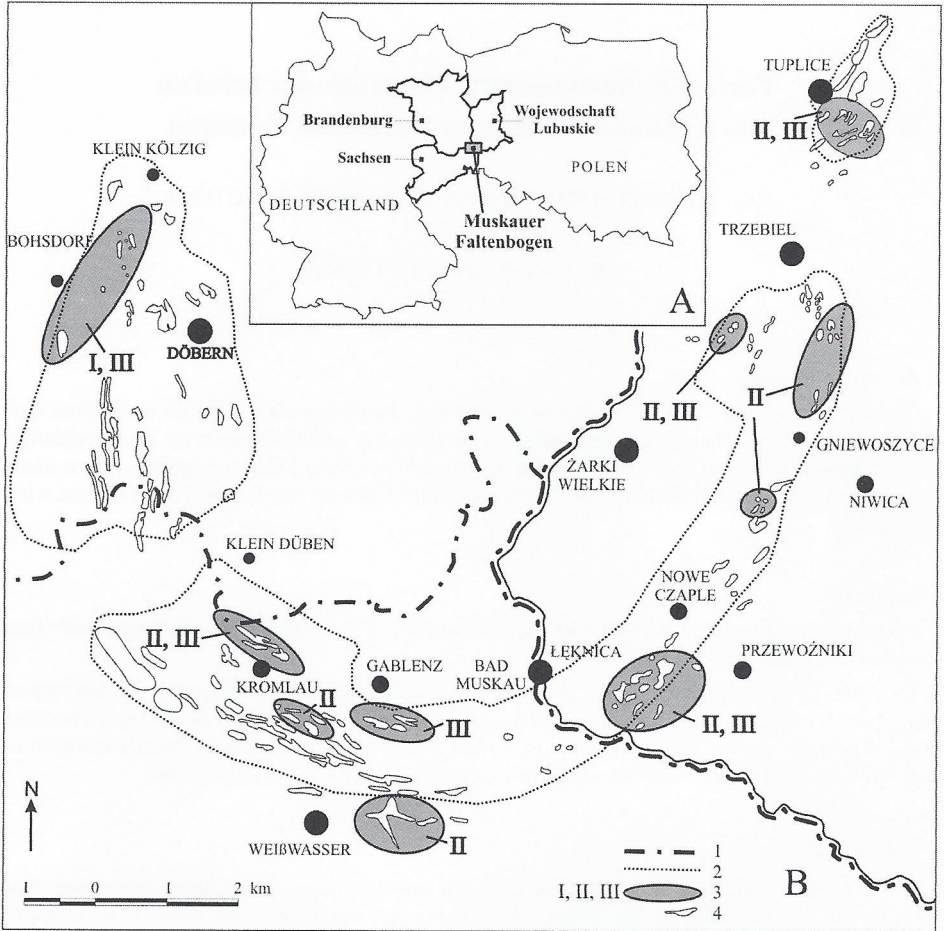 TUPLICE
II, III
Brandenburg
Wojewodschaft
Lubuskie
Sachsen
POLEN
DEUTSCHLAND
Muskauer
Faltenbogen
A
KLEIN KÖLZIG
BOHSDORF
I, III
DÖBERN
TRZEBIEL
II, III
II
GNIEWOSZYCE
ŻARKI
WIELKIE
NIWICA
KLEIN DÜBEN
NOWE
CZAPLE
II, III
KROMLAU
GABLENZ
BAD
MUSKAU
ŁĘKNICA
PRZEWOŹNIKI
II
III
II, III
N
WEIßWASSER
II
B
1
2
I, II, III 3
4
1 0 1 2 km